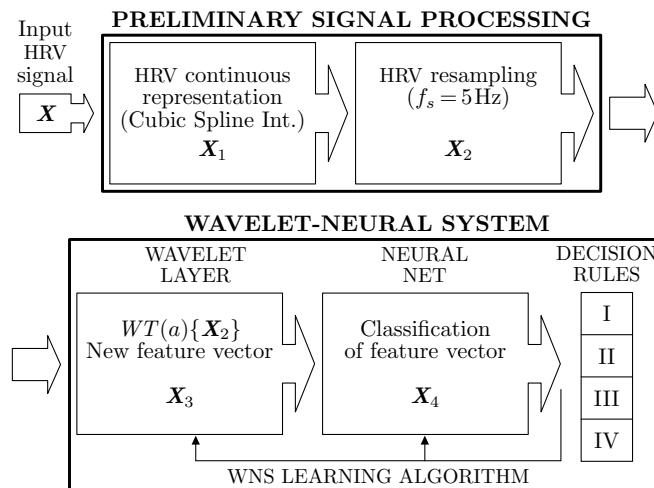 PRELIMINARY SIGNAL PROCESSING
Input
HRV
signal
X
HRV continuous
representation
(Cubic Spline Int.)
X₁
HRV resampling
(fₛ = 5Hz)
X₂
WAVELET-NEURAL SYSTEM
WAVELET
LAYER
WT(a){X₂}
New feature vector
X₃
NEURAL
NET
Classification
of feature vector
X₄
DECISION
RULES
I
II
III
IV
WNS LEARNING ALGORITHM